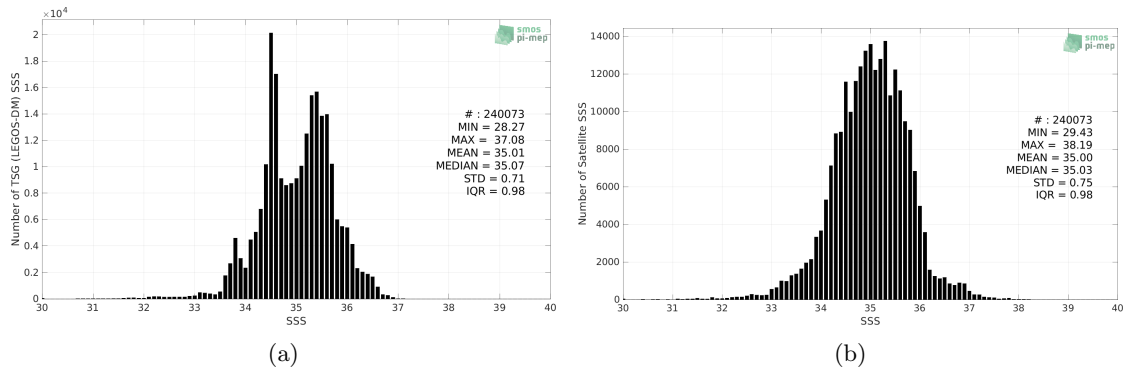 ×10⁴
2
1.8
1.6
1.4
1.2
1
0.8
0.6
0.4
0.2
0
Number of TSG (LEGOS-DM) SSS
30 31 32 33 34 35 36 37 38 39 40
SSS
smos
pi-mep
# : 240073
MIN = 28.27
MAX = 37.08
MEAN = 35.01
MEDIAN = 35.07
STD = 0.71
IQR = 0.98
(a)
14000
12000
10000
8000
6000
4000
2000
0
Number of Satellite SSS
30 31 32 33 34 35 36 37 38 39 40
SSS
smos
pi-mep
# : 240073
MIN = 29.43
MAX = 38.19
MEAN = 35.00
MEDIAN = 35.03
STD = 0.75
IQR = 0.98
(b)